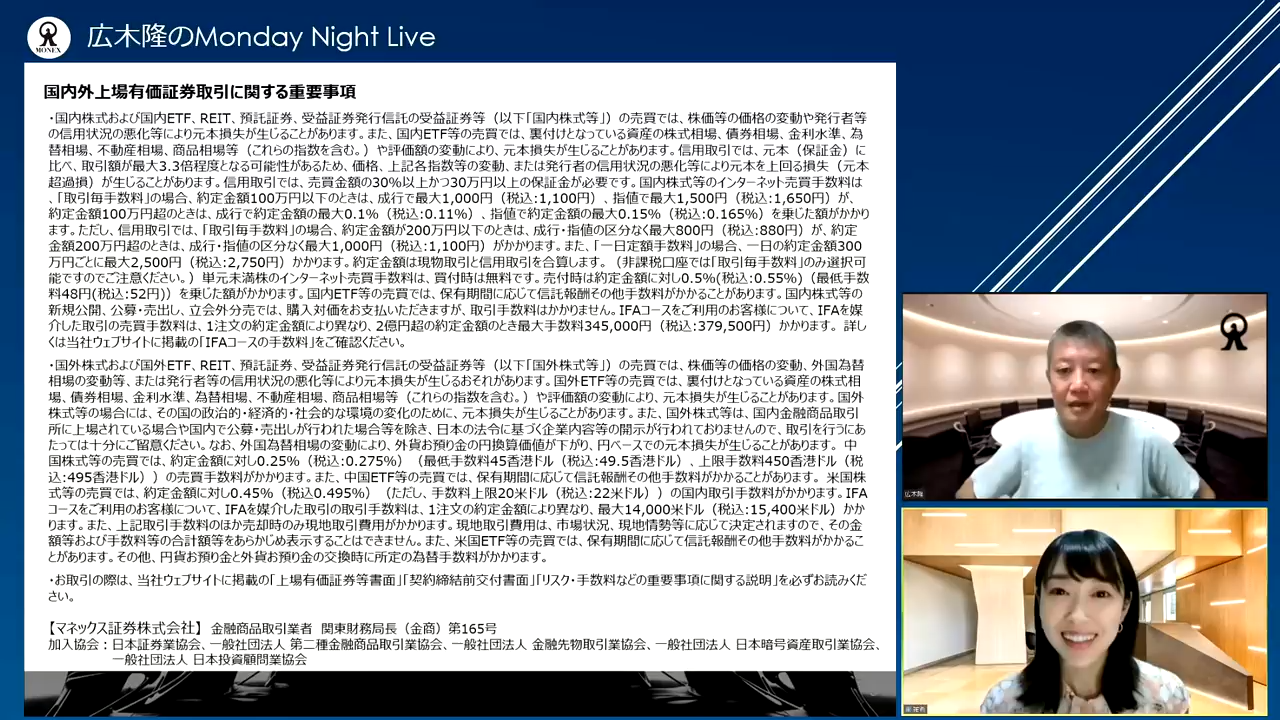 MONEX
広木隆のMonday Night Live
国内外上場有価証券取引に関する重要事項
・国内株式および国内ETF、REIT、預託証券、受益証券発行信託の受益証券等（以下「国内株式等」）の売買では、株価等の価格の変動や発行者等
の信用状況の悪化等により元本損失が生じることがあります。また、国内ETF等の売買では、裏付けとなっている資産の株式相場、債券相場、金利水準、為
替相場、不動産相場、商品相場等（これらの指数を含む。）や評価額の変動により、元本損失が生じることがあります。信用取引では、元本（保証金）に
比べ、取引額が最大3.3倍程度となる可能性があるため、価格、上記各指数等の変動、または発行者の信用状況の悪化等により元本を上回る損失（元本
超過損）が生じることがあります。信用取引では、売買金額の30%以上かつ30万円以上の保証金が必要です。国内株式等のインターネット売買手数料は
、「取引毎手数料」の場合、約定金額100万円以下のときは、成行で最大1,000円（税込:1,100円）、指値で最大1,500円（税込:1,650円）が、
約定金額100万円超のときは、成行で約定金額の最大0.1%（税込:0.11%）、指値で約定金額の最大0.15%（税込:0.165%）を乗じた額がかかり
ます。ただし、信用取引では、「取引毎手数料」の場合、約定金額が200万円以下のときは、成行・指値の区分なく最大800円（税込:880円）が、約定
金額200万円超のときは、成行・指値の区分なく最大1,000円（税込:1,100円）がかかります。また、「一日定額手数料」の場合、一日の約定金額300
万円ごとに最大2,500円（税込:2,750円）かかります。約定金額は現物取引と信用取引を合算します。（非課税口座では「取引毎手数料」のみ選択可
能ですのでご注意ください。）単元未満株のインターネット売買手数料は、買付時は無料です。売付時は約定金額に対し0.5%(税込:0.55%)（最低手数
料48円(税込:52円)）を乗じた額がかかります。国内ETF等の売買では、保有期間に応じて信託報酬その他手数料がかかることがあります。国内株式等の
新規公開、公募・売出し、立会外分売では、購入対価をお支払いただきますが、取引手数料はかかりません。IFAコースをご利用のお客様について、IFAを媒
介した取引の売買手数料は、1注文の約定金額により異なり、2億円超の約定金額のとき最大手数料345,000円（税込:379,500円）かかります。 詳し
くは当社ウェブサイトに掲載の「IFAコースの手数料」をご確認ください。
・国外株式および国外ETF、REIT、預託証券、受益証券発行信託の受益証券等（以下「国外株式等」）の売買では、株価等の価格の変動、外国為替
相場の変動等、または発行者等の信用状況の悪化等により元本損失が生じるおそれがあります。国外ETF等の売買では、裏付けとなっている資産の株式相
場、債券相場、金利水準、為替相場、不動産相場、商品相場等（これらの指数を含む。）や評価額の変動により、元本損失が生じることがあります。国外
株式等の場合には、その国の政治的・経済的・社会的な環境の変化のために、元本損失が生じることがあります。また、国外株式等は、国内金融商品取引
所に上場されている場合や国内で公募・売出しが行われた場合等を除き、日本の法令に基づく企業内容等の開示が行われておりませんので、取引を行うにあ
たっては十分にご留意ください。なお、外国為替相場の変動により、外貨お預り金の円換算価値が下がり、円ベースでの元本損失が生じることがあります。 中
国株式等の売買では、約定金額に対し0.25%（税込:0.275%）（最低手数料45香港ドル（税込:49.5香港ドル）、上限手数料450香港ドル（税
込:495香港ドル））の売買手数料がかかります。また、中国ETF等の売買では、保有期間に応じて信託報酬その他手数料がかかることがあります。 米国株
式等の売買では、約定金額に対し0.45%（税込0.495%）（ただし、手数料上限20米ドル（税込:22米ドル））の国内取引手数料がかかります。IFA
コースをご利用のお客様について、IFAを媒介した取引の取引手数料は、1注文の約定金額により異なり、最大14,000米ドル（税込:15,400米ドル）かか
ります。また、上記取引手数料のほか売却時のみ現地取引費用がかかります。現地取引費用は、市場状況、現地情勢等に応じて決定されますので、その金
額等および手数料等の合計額等をあらかじめ表示することはできません。また、米国ETF等の売買では、保有期間に応じて信託報酬その他手数料がかかるこ
とがあります。その他、円貨お預り金と外貨お預り金の交換時に所定の為替手数料がかかります。
・お取引の際は、当社ウェブサイトに掲載の「上場有価証券等書面」「契約締結前交付書面」「リスク・手数料などの重要事項に関する説明」を必ずお読みくだ
さい。
【マネックス証券株式会社】 金融商品取引業者 関東財務局長（金商）第165号
加入協会：日本証券業協会、一般社団法人 第二種金融商品取引業協会、一般社団法人 金融先物取引業協会、一般社団法人 日本暗号資産取引業協会、
一般社団法人 日本投資顧問業協会
広木隆